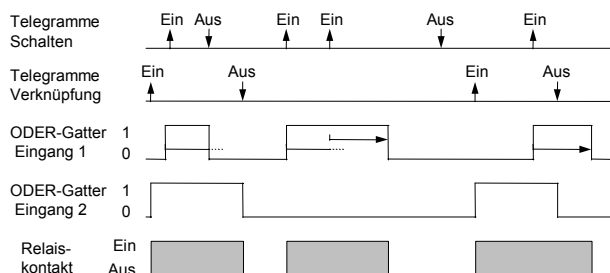 Telegramme Schalten
Ein Aus Ein Ein Aus Ein
Telegramme Verknüpfung
Ein Aus Ein Aus
ODER-Gatter Eingang 1
1
0
ODER-Gatter Eingang 2
1
0
Relais-
kontakt
Ein
Aus